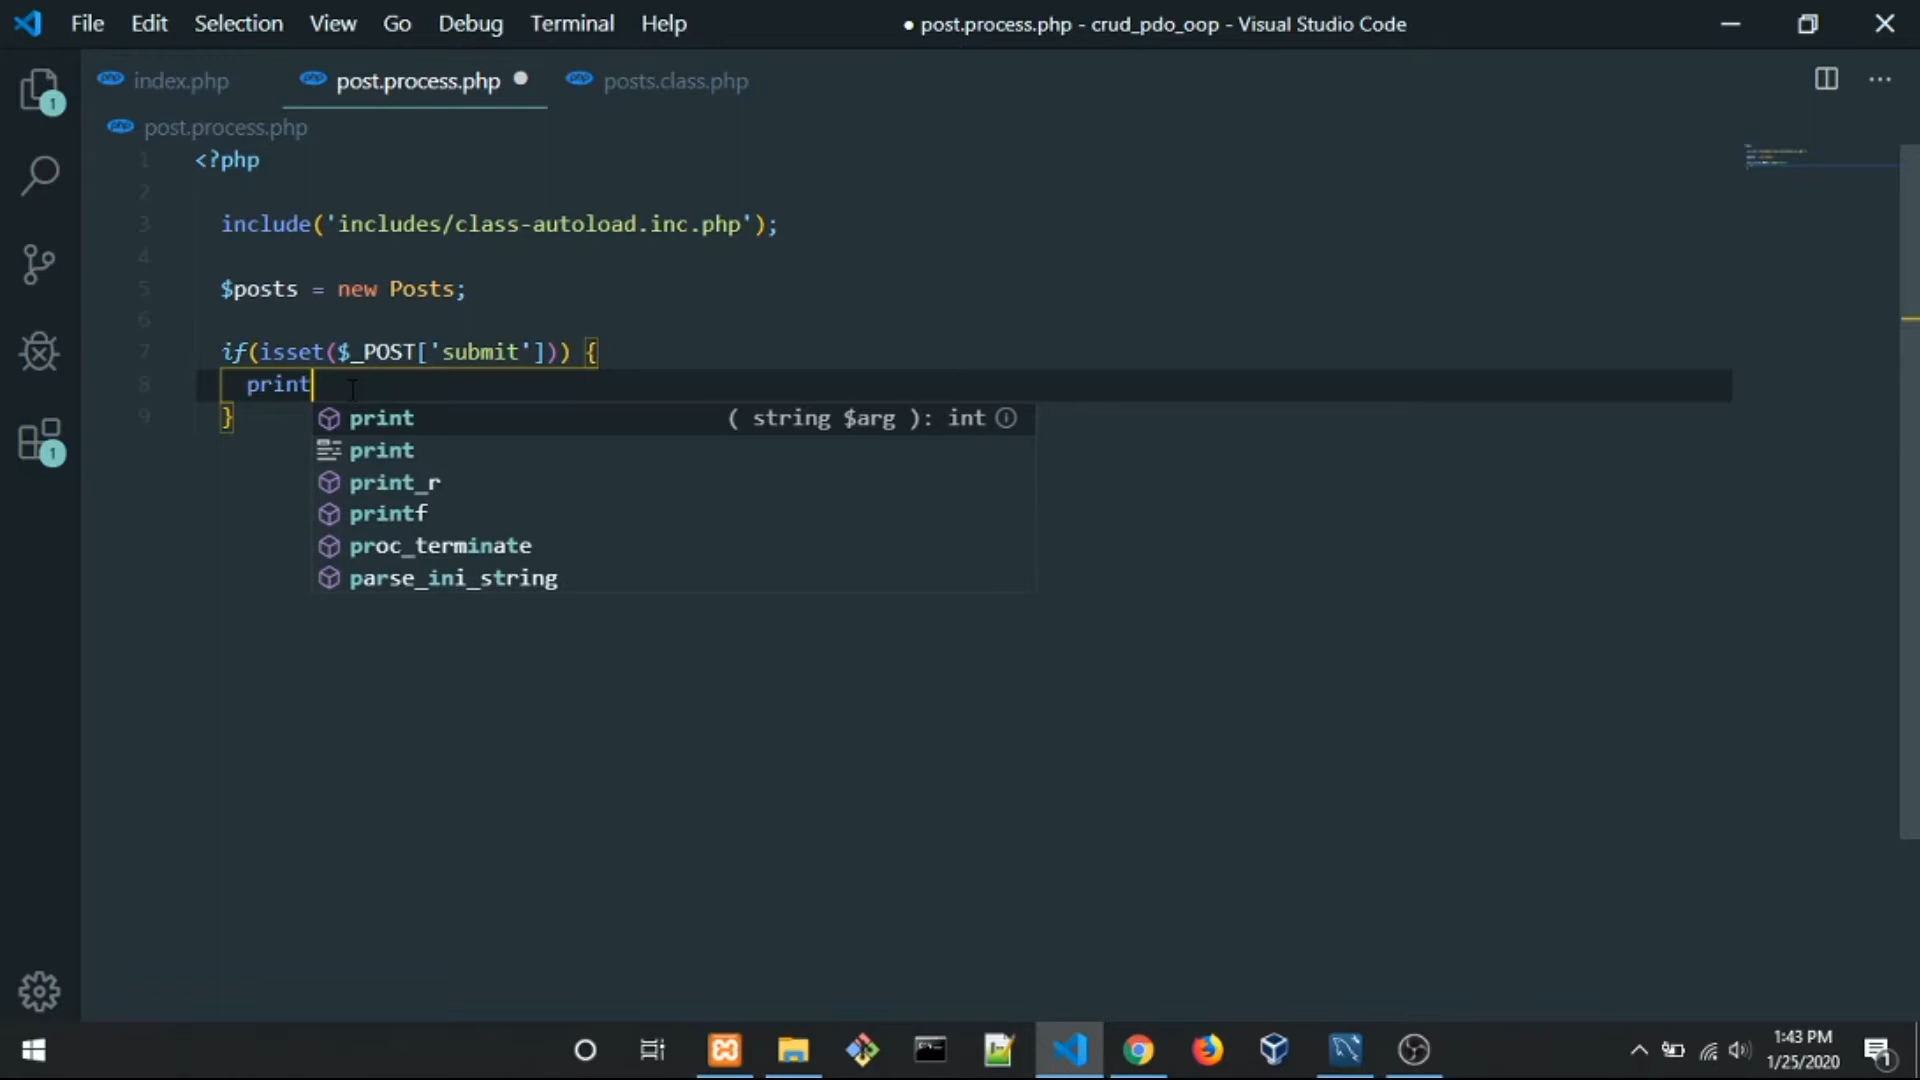 File Edit Selection View Go Debug Terminal Help
● post.process.php - crud_pdo_oop - Visual Studio Code
index.php post.process.php posts.class.php
post.process.php
1 <?php
2
3 include('includes/class-autoload.inc.php');
4
5 $posts = new Posts;
6
7 if(isset($_POST['submit'])) {
8 print
9 }
print ( string $arg ): int
print
print_r
printf
proc_terminate
parse_ini_string
1
1
1:43 PM
1/25/2020
1